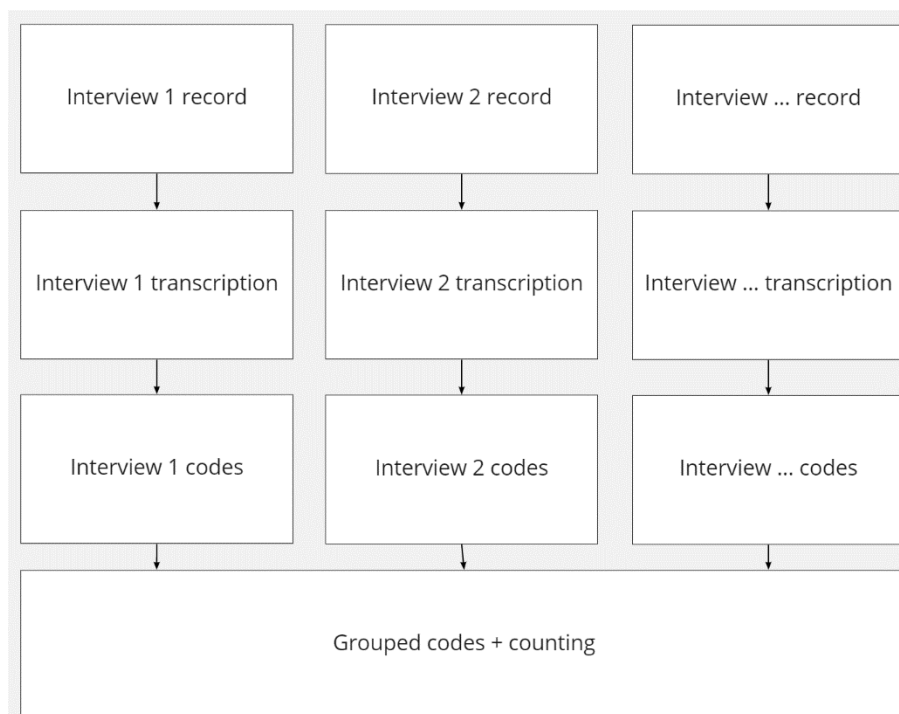 Interview 1 record
Interview 2 record
Interview ... record
Interview 1 transcription
Interview 2 transcription
Interview ... transcription
Interview 1 codes
Interview 2 codes
Interview ... codes
Grouped codes + counting